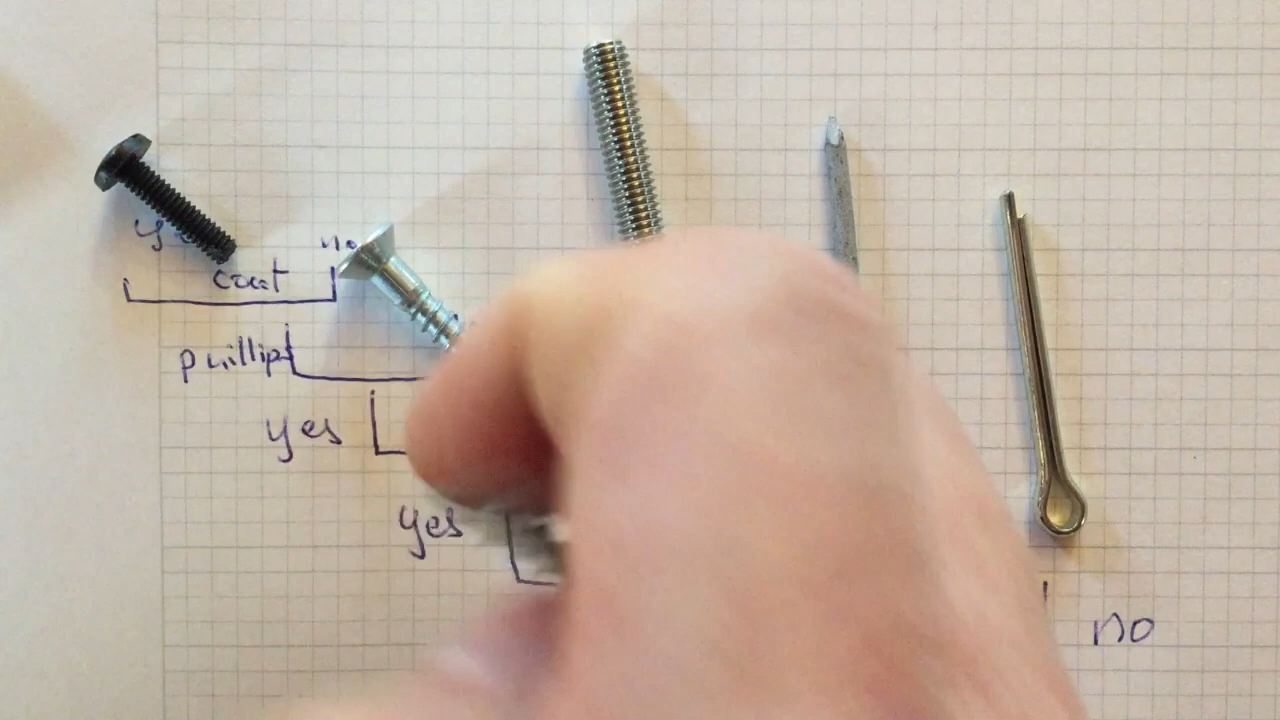 no
coat
phillips
yes
yes
no